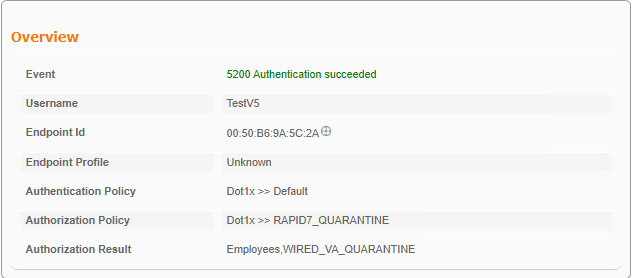 Overview
Event 5200 Authentication succeeded
Username TestV5
Endpoint Id 00:50:B6:9A:5C:2A
Endpoint Profile Unknown
Authentication Policy Dot1x >> Default
Authorization Policy Dot1x >> RAPID7_QUARANTINE
Authorization Result Employees,WIRED_VA_QUARANTINE